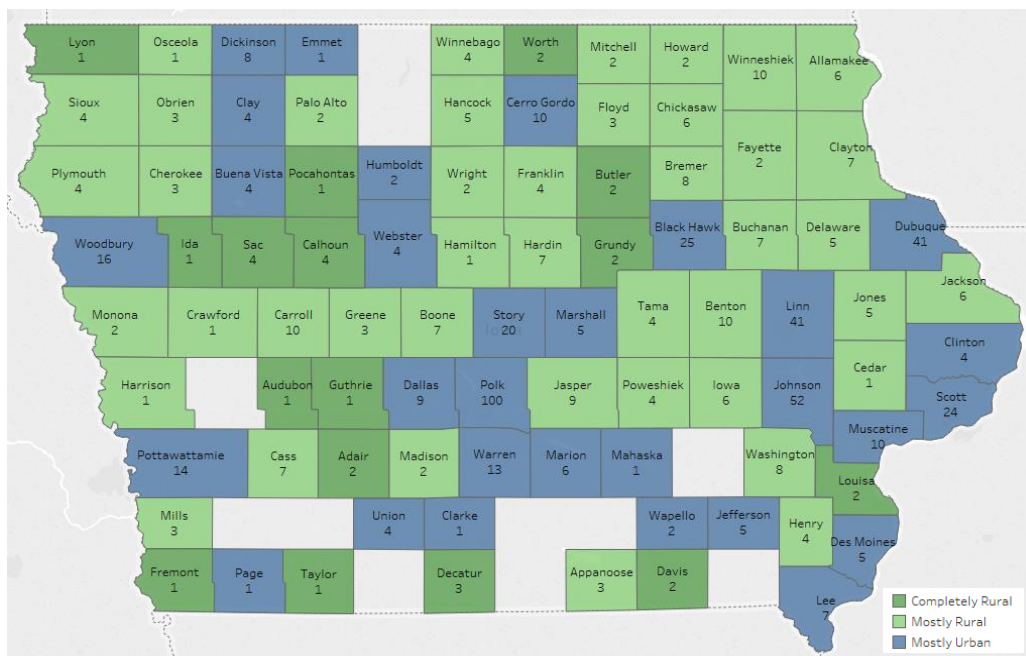 Lyon
1
Osceola
1
Dickinson
8
Emmet
1
Winnebago
4
Worth
2
Mitchell
2
Howard
2
Winneshiek
10
Allamakee
6
Sioux
4
Obrien
3
Clay
4
Palo Alto
2
Hancock
5
Cerro Gordo
10
Floyd
3
Chickasaw
6
Plymouth
4
Cherokee
3
Buena Vista
4
Pocahontas
1
Humboldt
2
Wright
2
Franklin
4
Butler
2
Bremer
8
Fayette
2
Clayton
7
Woodbury
16
Ida
1
Sac
4
Calhoun
4
Webster
4
Hamilton
1
Hardin
7
Grundy
2
Black Hawk
25
Buchanan
7
Delaware
5
Dubuque
41
Monona
2
Crawford
1
Carroll
10
Greene
3
Boone
7
Story
20
Marshall
5
Tama
4
Benton
10
Linn
41
Jones
5
Jackson
6
Clinton
4
Harrison
1
Audubon
1
Guthrie
1
Dallas
9
Polk
100
Jasper
9
Poweshiek
4
Iowa
6
Johnson
52
Cedar
1
Scott
24
Muscatine
10
Pottawattamie
14
Cass
7
Adair
2
Madison
2
Warren
13
Marion
6
Mahaska
1
Washington
8
Louisa
2
Mills
3
Union
4
Clarke
1
Wapello
2
Jefferson
5
Henry
4
Des Moines
5
Fremont
1
Page
1
Taylor
1
Decatur
3
Appanoose
3
Davis
2
Lee
7
Completely Rural
Mostly Rural
Mostly Urban